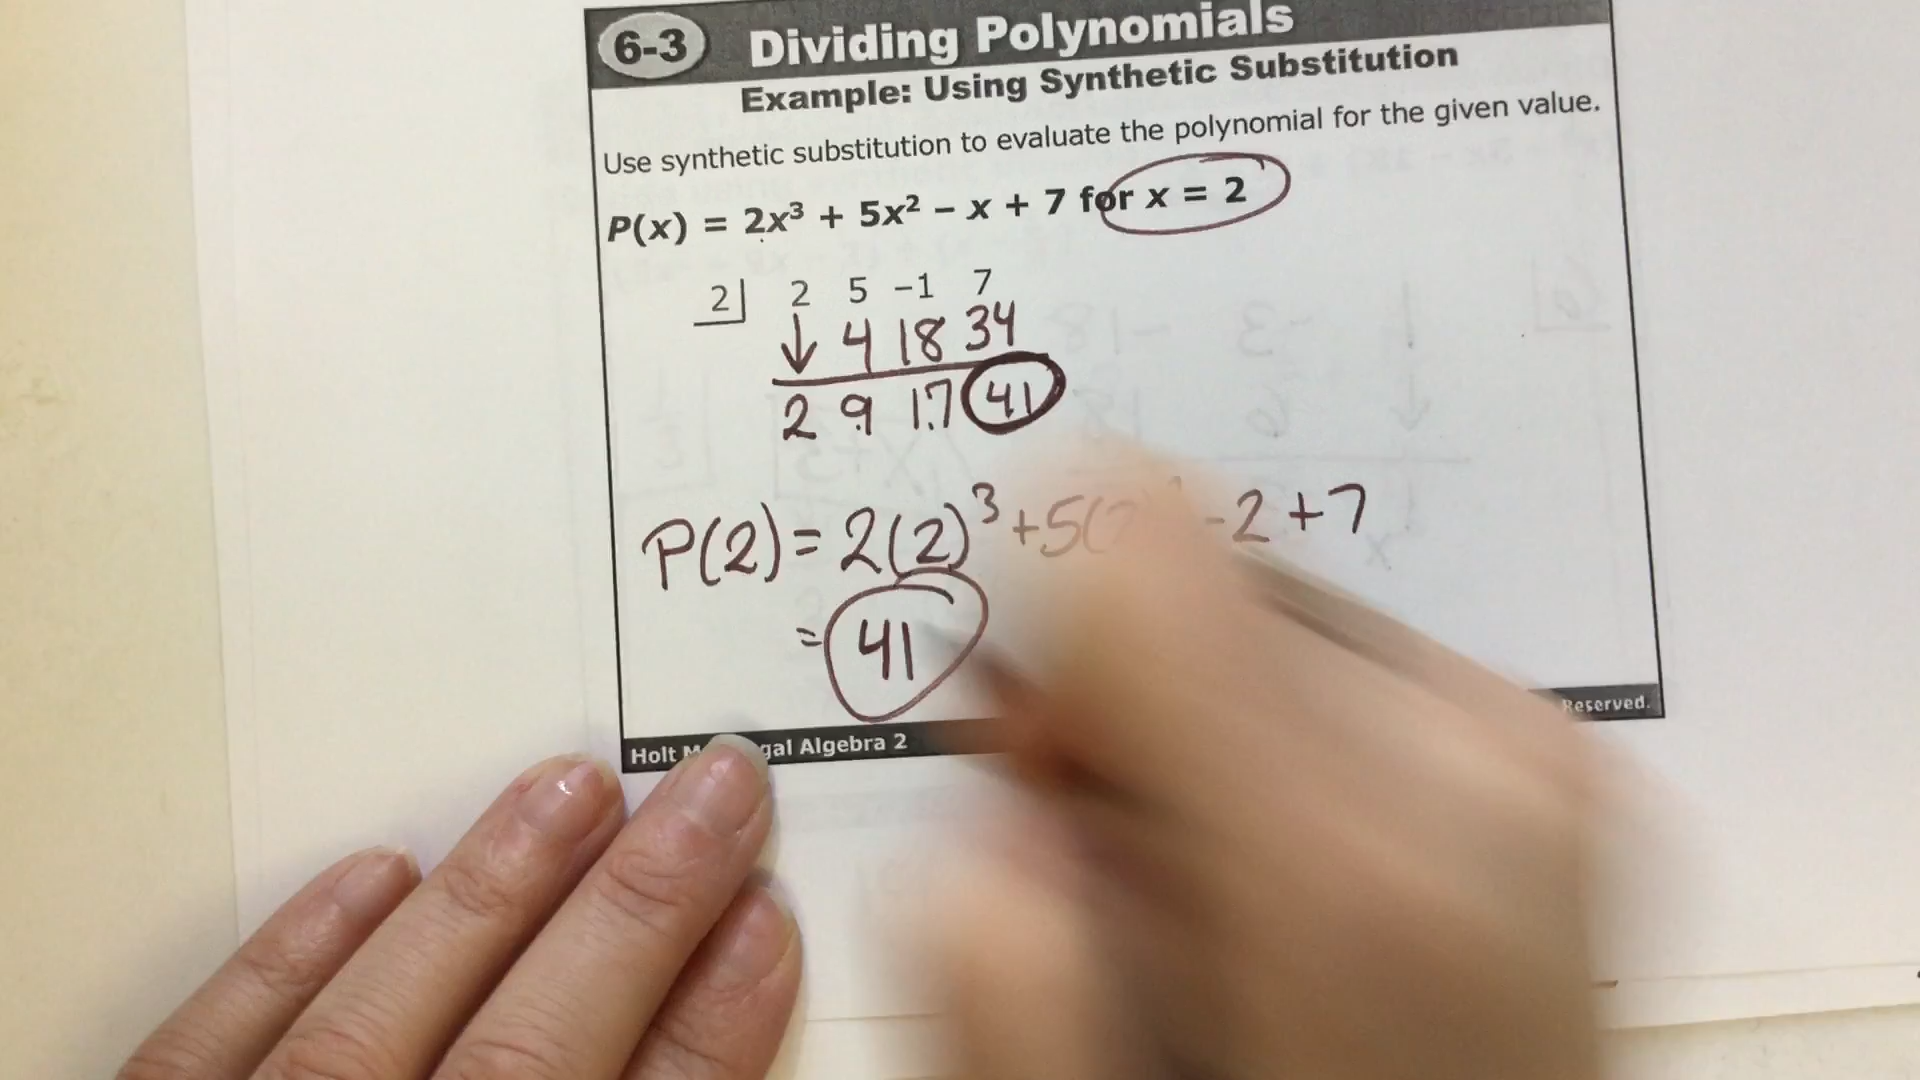 6-3 Dividing Polynomials
Example: Using Synthetic Substitution
Use synthetic substitution to evaluate the polynomial for the given value.
P(x) = 2x³ + 5x² − x + 7 for x = 2
2 2 5 −1 7
↓ 4 18 34
2 9 17 41
P(2) = 2(2)³ + 5( - 2 + 7
= 41
Holt Algebra 2 Reserved.